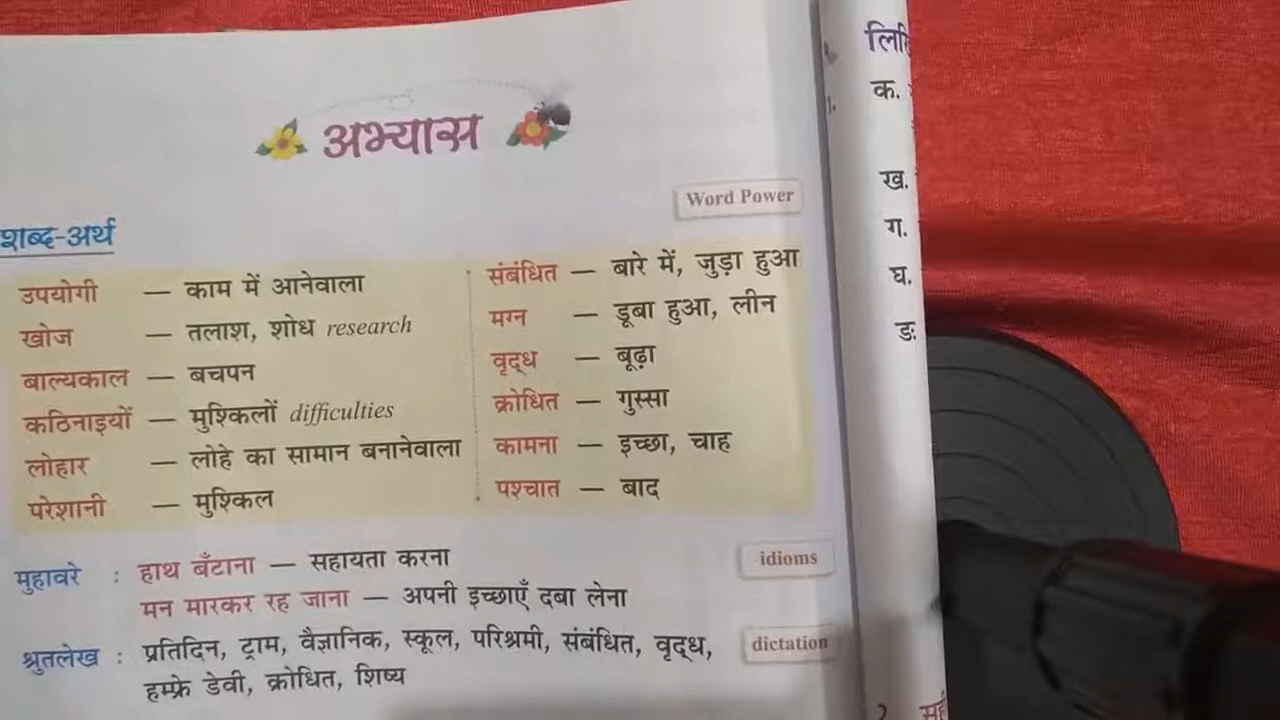 अभ्यास
Word Power
शब्द-अर्थ
उपयोगी — काम में आनेवाला
खोज — तलाश, शोध research
बाल्यकाल — बचपन
कठिनाइयों — मुश्किलों difficulties
लोहार — लोहे का सामान बनानेवाला
परेशानी — मुश्किल
संबंधित — बारे में, जुड़ा हुआ
मग्न — डूबा हुआ, लीन
वृद्ध — बूढ़ा
क्रोधित — गुस्सा
कामना — इच्छा, चाह
पश्चात — बाद
मुहावरे : हाथ बँटाना — सहायता करना idioms
मन मारकर रह जाना — अपनी इच्छाएँ दबा लेना
श्रुतलेख : प्रतिदिन, ट्राम, वैज्ञानिक, स्कूल, परिश्रमी, संबंधित, वृद्ध, dictation
हम्फ्रे डेवी, क्रोधित, शिष्य
क.
ख.
ग.
घ.
ङ